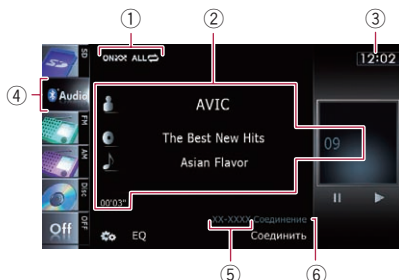 ① ② ③
SD ON ALL 12:02
④ Audio
AVIC
FM
09
The Best New Hits
AM
Asian Flavor
Disc
00'03"
XX-XXXX Соединение
Off OFF
EQ Соединить
⑤ ⑥